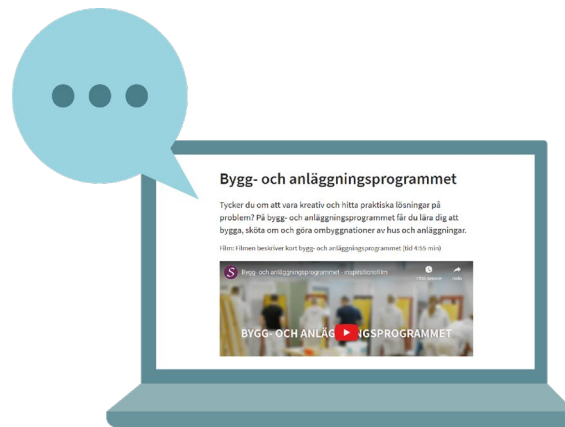 Bygg- och anläggningsprogrammet
Tycker du om att vara kreativ och hitta praktiska lösningar på
problem? På bygg- och anläggningsprogrammet får du lära dig att
bygga, sköta om och göra ombyggnationer av hus och anläggningar.
Film: Filmen beskriver kort bygg- och anläggningsprogrammet (tid 4:55 min)
S Bygg- och anläggningsprogrammet - inspirationsfilm
BYGG- OCH ANLÄG NGSPROGRAMMET